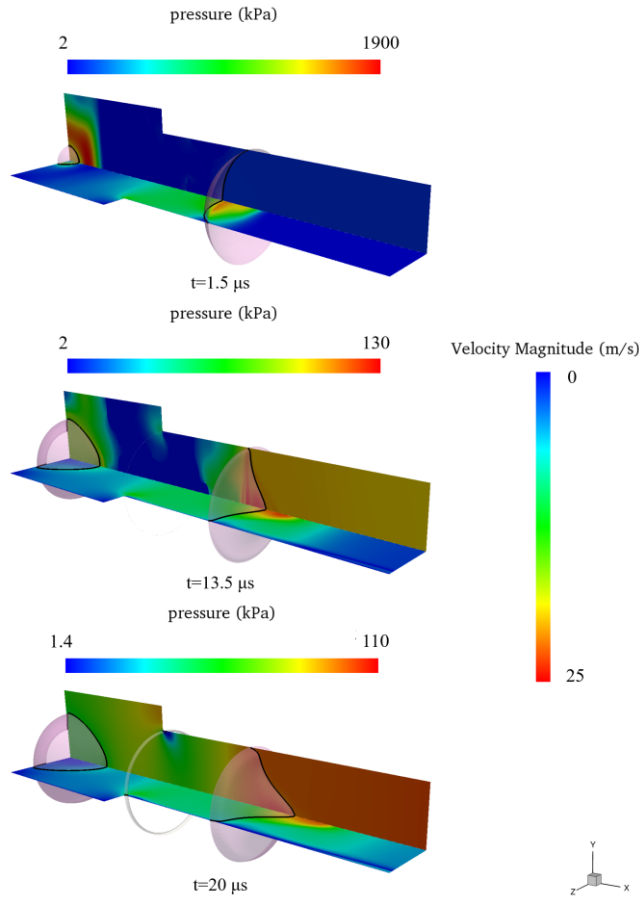 pressure (kPa)
2 1900
t=1.5 μs
pressure (kPa)
2 130
Velocity Magnitude (m/s)
0
t=13.5 μs
pressure (kPa)
1.4 110
25
t=20 μs
Y
Z X